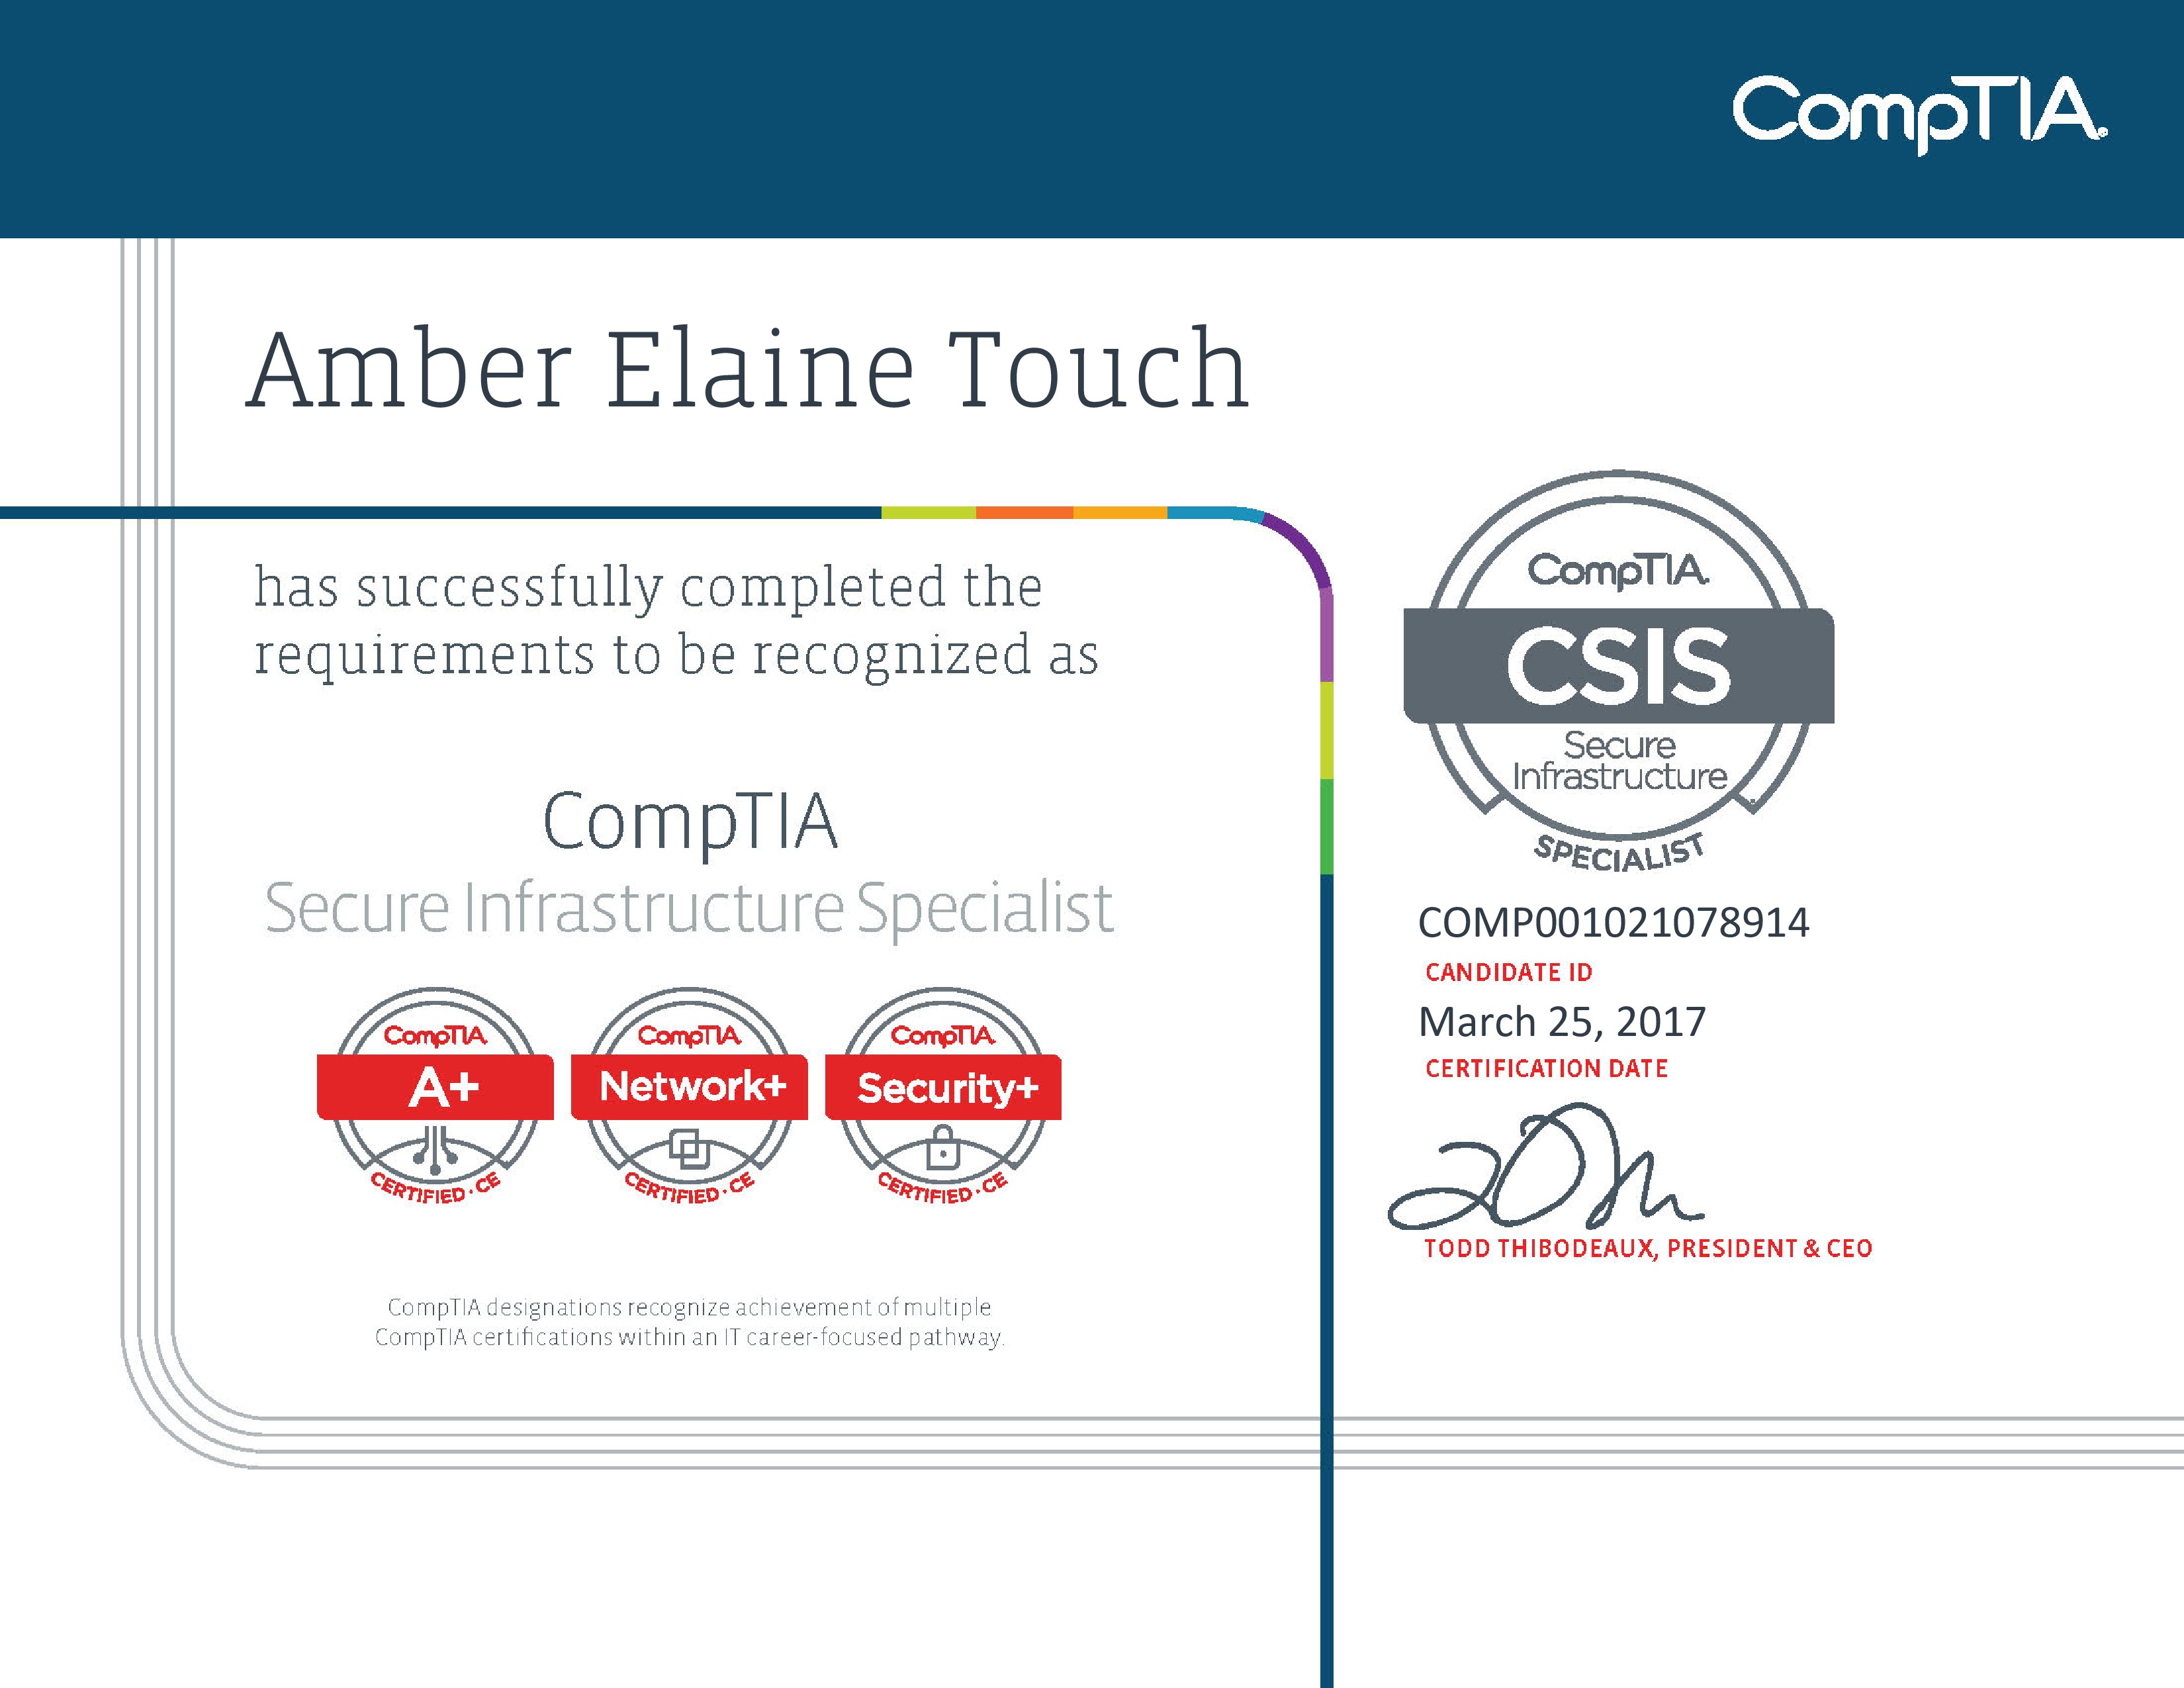 CompTIA.
Amber Elaine Touch
has successfully completed the
requirements to be recognized as
CompTIA
Secure Infrastructure Specialist
CompTIA.
A+
CERTIFIED · CE
CompTIA.
Network+
CERTIFIED · CE
CompTIA.
Security+
CERTIFIED · CE
CompTIA designations recognize achievement of multiple
CompTIA certifications within an IT career-focused pathway.
CompTIA.
CSIS
Secure
Infrastructure
SPECIALIST
COMP001021078914
CANDIDATE ID
March 25, 2017
CERTIFICATION DATE
TODD THIBODEAUX, PRESIDENT & CEO